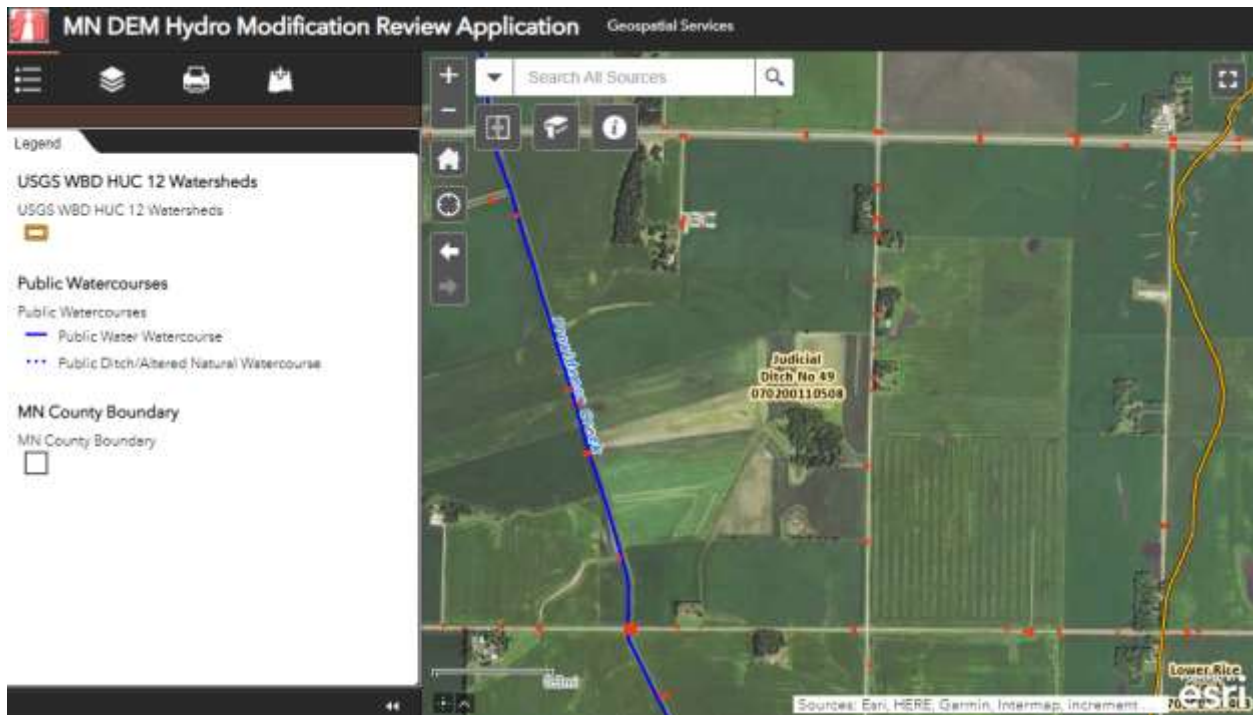 MN DEM Hydro Modification Review Application
Geospatial Services
Search All Sources
Legend
USGS WBD HUC 12 Watersheds
USGS WBD HUC 12 Watersheds
Public Watercourses
Public Watercourses
Public Water Watercourse
Public Ditch/Altered Natural Watercourse
MN County Boundary
MN County Boundary
Judicial
Ditch No 49
070200110508
Creek
Lower Rice
Sources: Esri, HERE, Garmin, Intermap, increment
esri